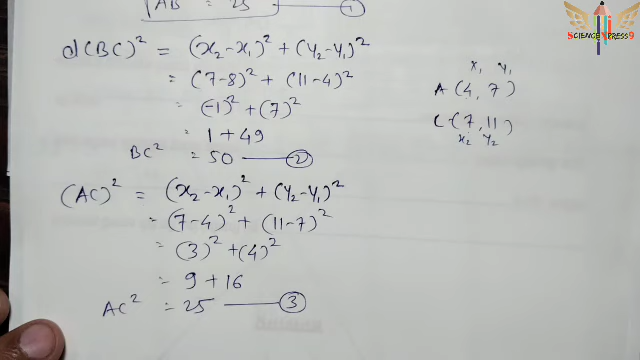 AB² = 25 ①
d(BC)² = (x₂-x₁)² + (y₂-y₁)²
= (7-8)² + (11-4)²
= (-1)² + (7)²
= 1 + 49
BC² = 50 — ②
(AC)² = (x₂-x₁)² + (y₂-y₁)²
= (7-4)² + (11-7)²
= (3)² + (4)²
= 9 + 16
AC² = 25 — ③
x₁ y₁
A (4, 7)
C (7, 11)
x₂ y₂
SCIENCE XPRESS 9